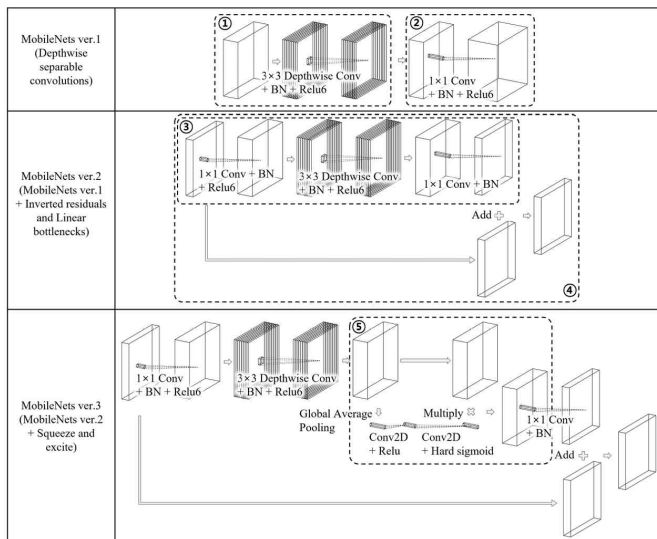 MobileNets ver.1
(Depthwise
separable
convolutions)
①
3×3 Depthwise Conv
+ BN + Relu6
②
1×1 Conv
+ BN + Relu6
MobileNets ver.2
(MobileNets ver.1
+ Inverted residuals
and Linear
bottlenecks)
③
1×1 Conv + BN
+ Relu6
3×3 Depthwise Conv
+ BN + Relu6
1×1 Conv + BN
Add
④
MobileNets ver.3
(MobileNets ver.2
+ Squeeze and
excite)
1×1 Conv
+ BN + Relu6
3×3 Depthwise Conv
+ BN + Relu6
⑤
Global Average
Pooling
Conv2D
+ Relu
Conv2D
+ Hard sigmoid
Multiply
1×1 Conv
+ BN
Add